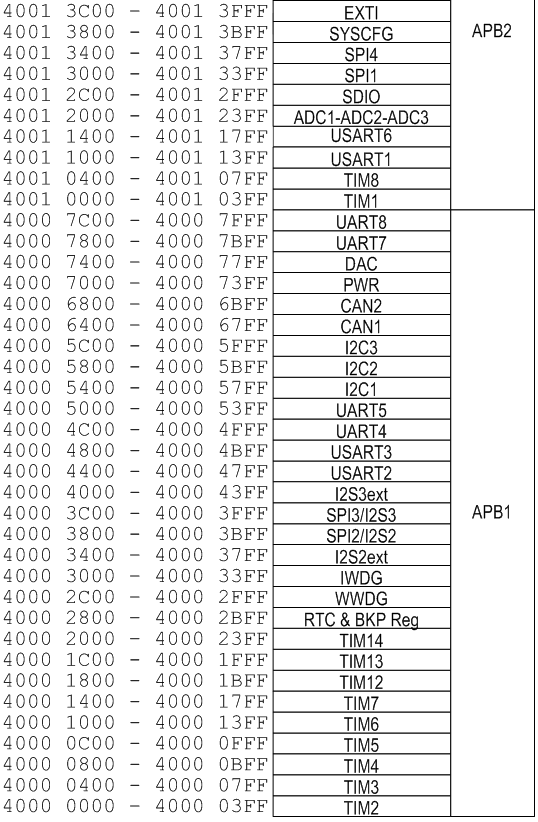 4001 3C00 – 4001 3FFF EXTI
4001 3800 – 4001 3BFF SYSCFG APB2
4001 3400 – 4001 37FF SPI4
4001 3000 – 4001 33FF SPI1
4001 2C00 – 4001 2FFF SDIO
4001 2000 – 4001 23FF ADC1-ADC2-ADC3
4001 1400 – 4001 17FF USART6
4001 1000 – 4001 13FF USART1
4001 0400 – 4001 07FF TIM8
4001 0000 – 4001 03FF TIM1
4000 7C00 – 4000 7FFF UART8
4000 7800 – 4000 7BFF UART7
4000 7400 – 4000 77FF DAC
4000 7000 – 4000 73FF PWR
4000 6800 – 4000 6BFF CAN2
4000 6400 – 4000 67FF CAN1
4000 5C00 – 4000 5FFF I2C3
4000 5800 – 4000 5BFF I2C2
4000 5400 – 4000 57FF I2C1
4000 5000 – 4000 53FF UART5
4000 4C00 – 4000 4FFF UART4
4000 4800 – 4000 4BFF USART3
4000 4400 – 4000 47FF USART2
4000 4000 – 4000 43FF I2S3ext
4000 3C00 – 4000 3FFF SPI3/I2S3 APB1
4000 3800 – 4000 3BFF SPI2/I2S2
4000 3400 – 4000 37FF I2S2ext
4000 3000 – 4000 33FF IWDG
4000 2C00 – 4000 2FFF WWDG
4000 2800 – 4000 2BFF RTC & BKP Reg
4000 2000 – 4000 23FF TIM14
4000 1C00 – 4000 1FFF TIM13
4000 1800 – 4000 1BFF TIM12
4000 1400 – 4000 17FF TIM7
4000 1000 – 4000 13FF TIM6
4000 0C00 – 4000 0FFF TIM5
4000 0800 – 4000 0BFF TIM4
4000 0400 – 4000 07FF TIM3
4000 0000 – 4000 03FF TIM2